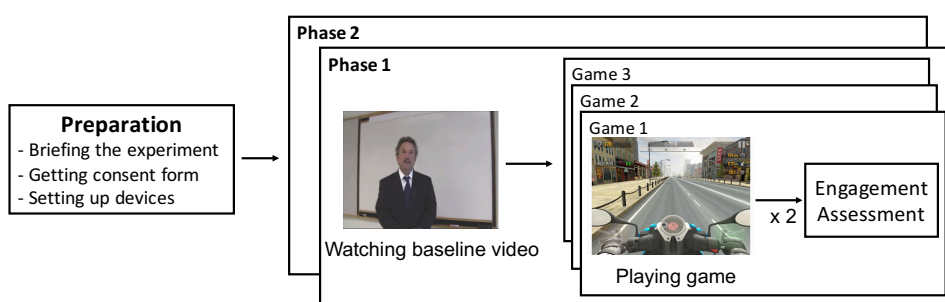 Phase 2
Phase 1
Preparation
- Briefing the experiment
- Getting consent form
- Setting up devices
Watching baseline video
Game 3
Game 2
Game 1
Playing game
x 2
Engagement
Assessment